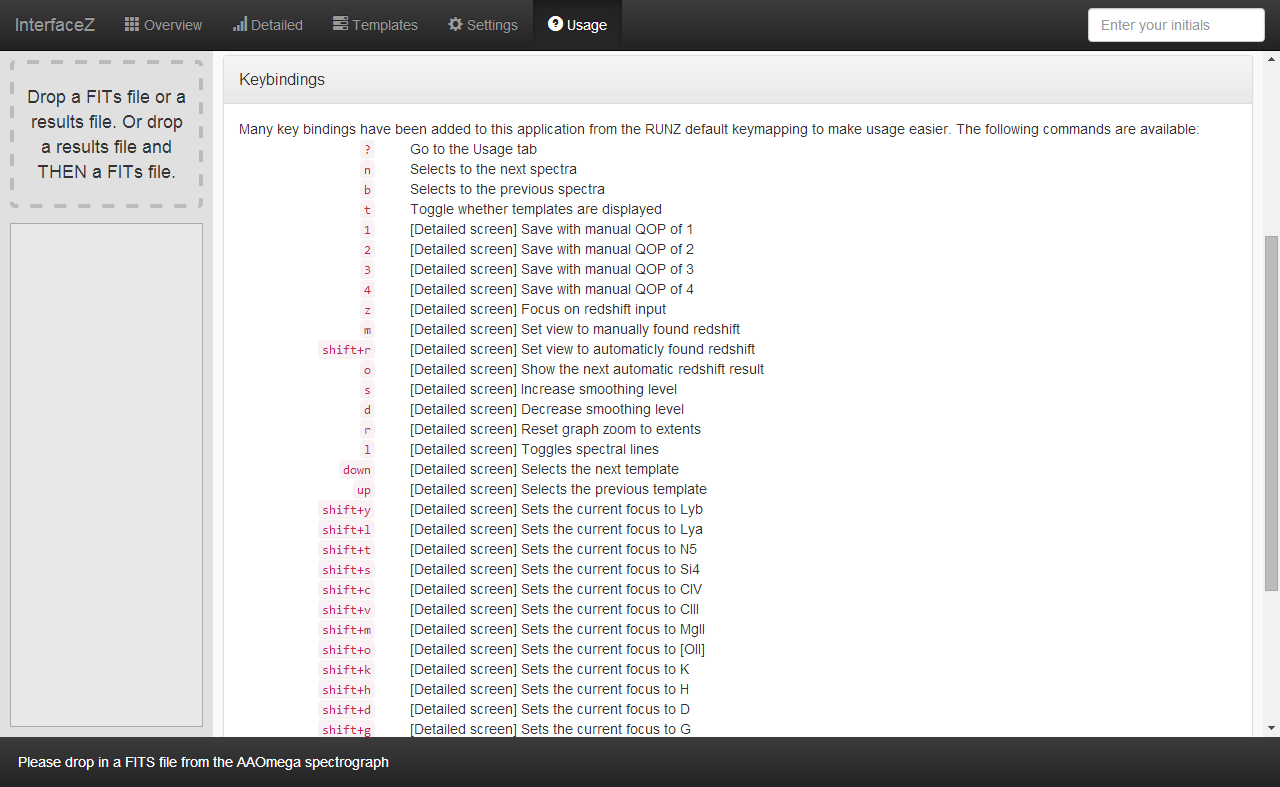 InterfaceZ Overview Detailed Templates Settings Usage Enter your initials
Drop a FITs file or a
results file. Or drop
a results file and
THEN a FITs file.
Keybindings
Many key bindings have been added to this application from the RUNZ default keymapping to make usage easier. The following commands are available:
? Go to the Usage tab
n Selects to the next spectra
b Selects to the previous spectra
t Toggle whether templates are displayed
1 [Detailed screen] Save with manual QOP of 1
2 [Detailed screen] Save with manual QOP of 2
3 [Detailed screen] Save with manual QOP of 3
4 [Detailed screen] Save with manual QOP of 4
z [Detailed screen] Focus on redshift input
m [Detailed screen] Set view to manually found redshift
shift+r [Detailed screen] Set view to automaticly found redshift
o [Detailed screen] Show the next automatic redshift result
s [Detailed screen] Increase smoothing level
d [Detailed screen] Decrease smoothing level
r [Detailed screen] Reset graph zoom to extents
l [Detailed screen] Toggles spectral lines
down [Detailed screen] Selects the next template
up [Detailed screen] Selects the previous template
shift+y [Detailed screen] Sets the current focus to Lyb
shift+l [Detailed screen] Sets the current focus to Lya
shift+t [Detailed screen] Sets the current focus to N5
shift+s [Detailed screen] Sets the current focus to Si4
shift+c [Detailed screen] Sets the current focus to CIV
shift+v [Detailed screen] Sets the current focus to CIII
shift+m [Detailed screen] Sets the current focus to MgII
shift+o [Detailed screen] Sets the current focus to [OII]
shift+k [Detailed screen] Sets the current focus to K
shift+h [Detailed screen] Sets the current focus to H
shift+d [Detailed screen] Sets the current focus to D
shift+g [Detailed screen] Sets the current focus to G
Please drop in a FITS file from the AAOmega spectrograph